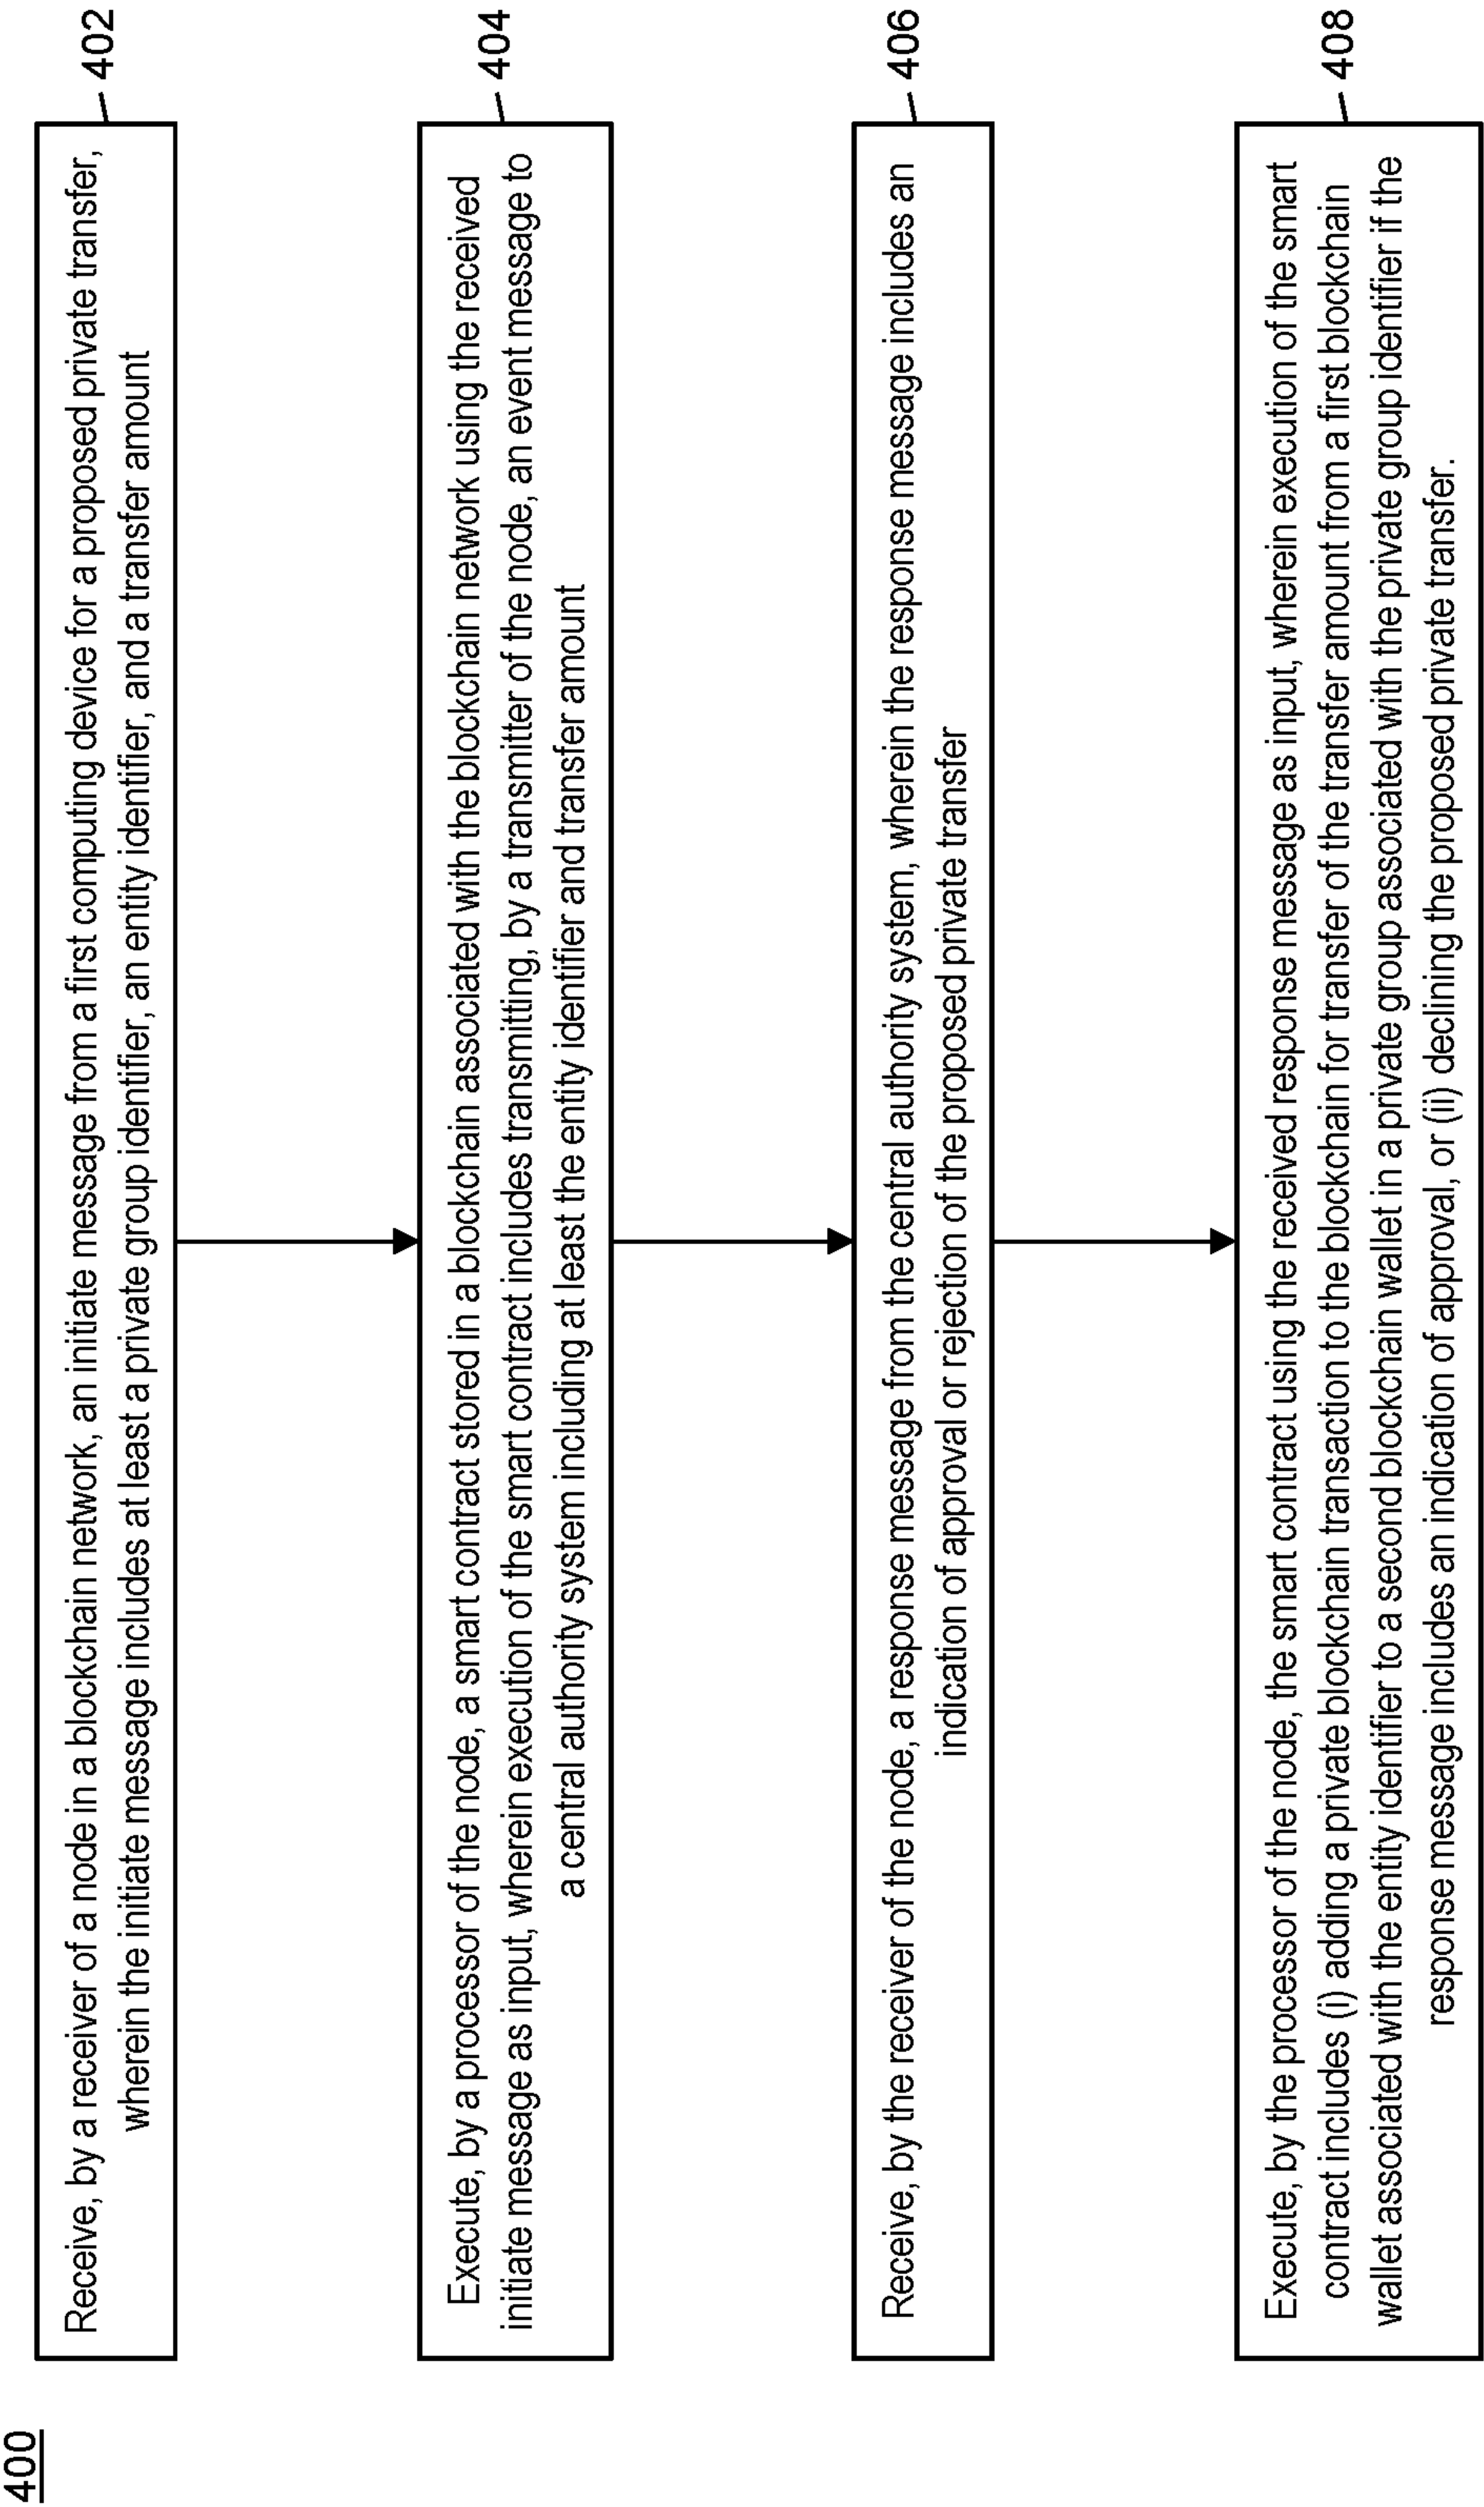 400
Receive, by a receiver of a node in a blockchain network, an initiate message from a first computing device for a proposed private transfer,
wherein the initiate message includes at least a private group identifier, an entity identifier, and a transfer amount
402
Execute, by a processor of the node, a smart contract stored in a blockchain associated with the blockchain network using the received
initiate message as input, wherein execution of the smart contract includes transmitting, by a transmitter of the node, an event message to
a central authority system including at least the entity identifier and transfer amount
404
Receive, by the receiver of the node, a response message from the central authority system, wherein the response message includes an
indication of approval or rejection of the proposed private transfer
406
Execute, by the processor of the node, the smart contract using the received response message as input, wherein execution of the smart
contract includes (i) adding a private blockchain transaction to the blockchain for transfer of the transfer amount from a first blockchain
wallet associated with the entity identifier to a second blockchain wallet in a private group associated with the private group identifier if the
response message includes an indication of approval, or (ii) declining the proposed private transfer.
408